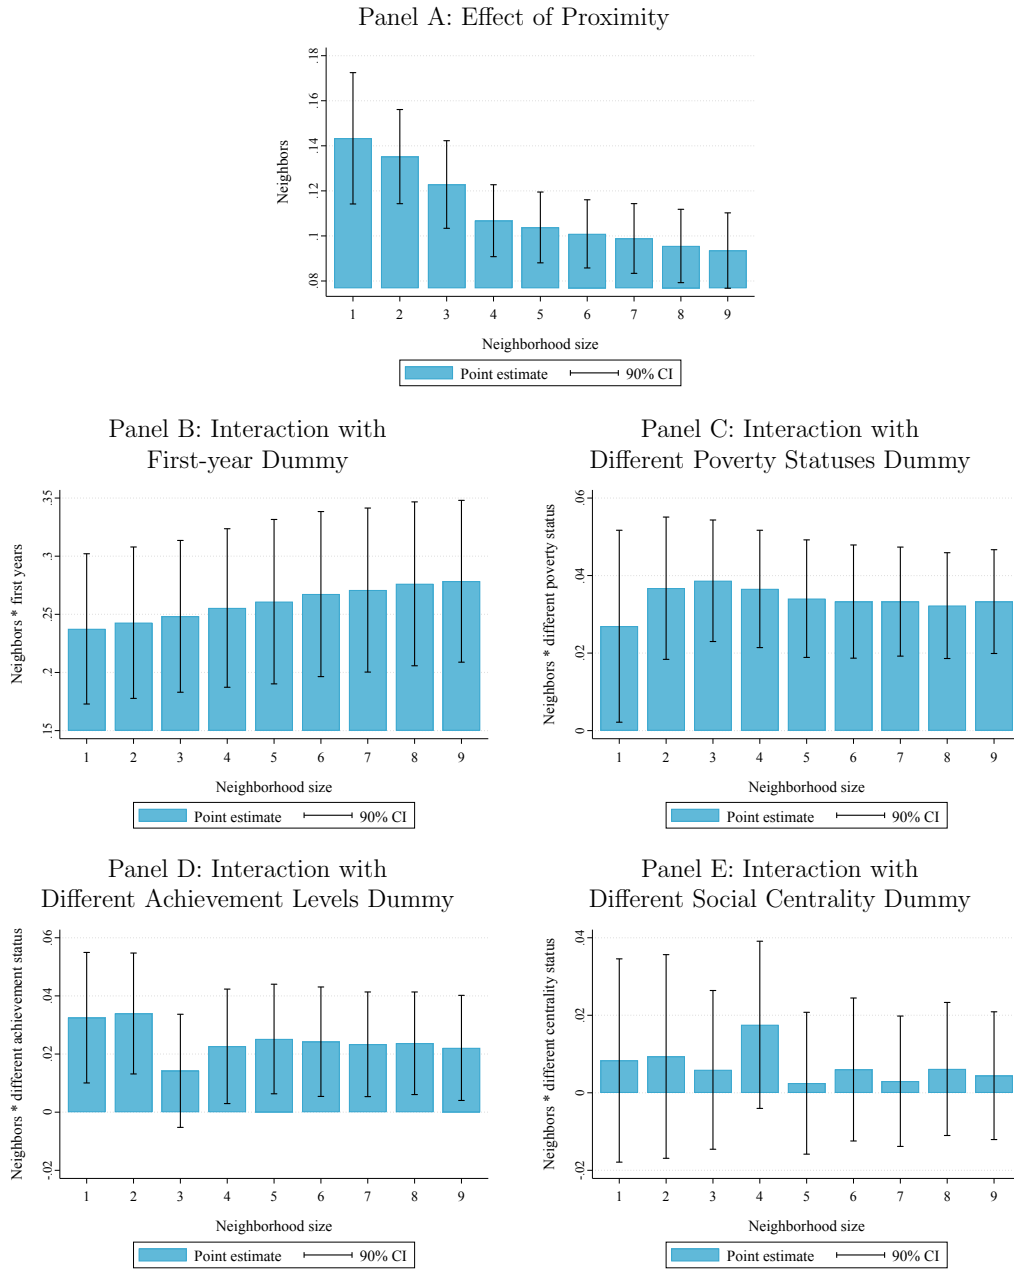 Panel A: Effect of Proximity
Neighbors
.18
.16
.14
.12
.1
.08
1 2 3 4 5 6 7 8 9
Neighborhood size
Point estimate 90% CI
Panel B: Interaction with
First-year Dummy
Neighbors * first years
.35
.3
.25
.2
.15
1 2 3 4 5 6 7 8 9
Neighborhood size
Point estimate 90% CI
Panel C: Interaction with
Different Poverty Statuses Dummy
Neighbors * different poverty status
.06
.04
.02
0
1 2 3 4 5 6 7 8 9
Neighborhood size
Point estimate 90% CI
Panel D: Interaction with
Different Achievement Levels Dummy
Neighbors * different achievement status
.06
.04
.02
0
-.02
1 2 3 4 5 6 7 8 9
Neighborhood size
Point estimate 90% CI
Panel E: Interaction with
Different Social Centrality Dummy
Neighbors * different centrality status
.04
.02
0
-.02
1 2 3 4 5 6 7 8 9
Neighborhood size
Point estimate 90% CI